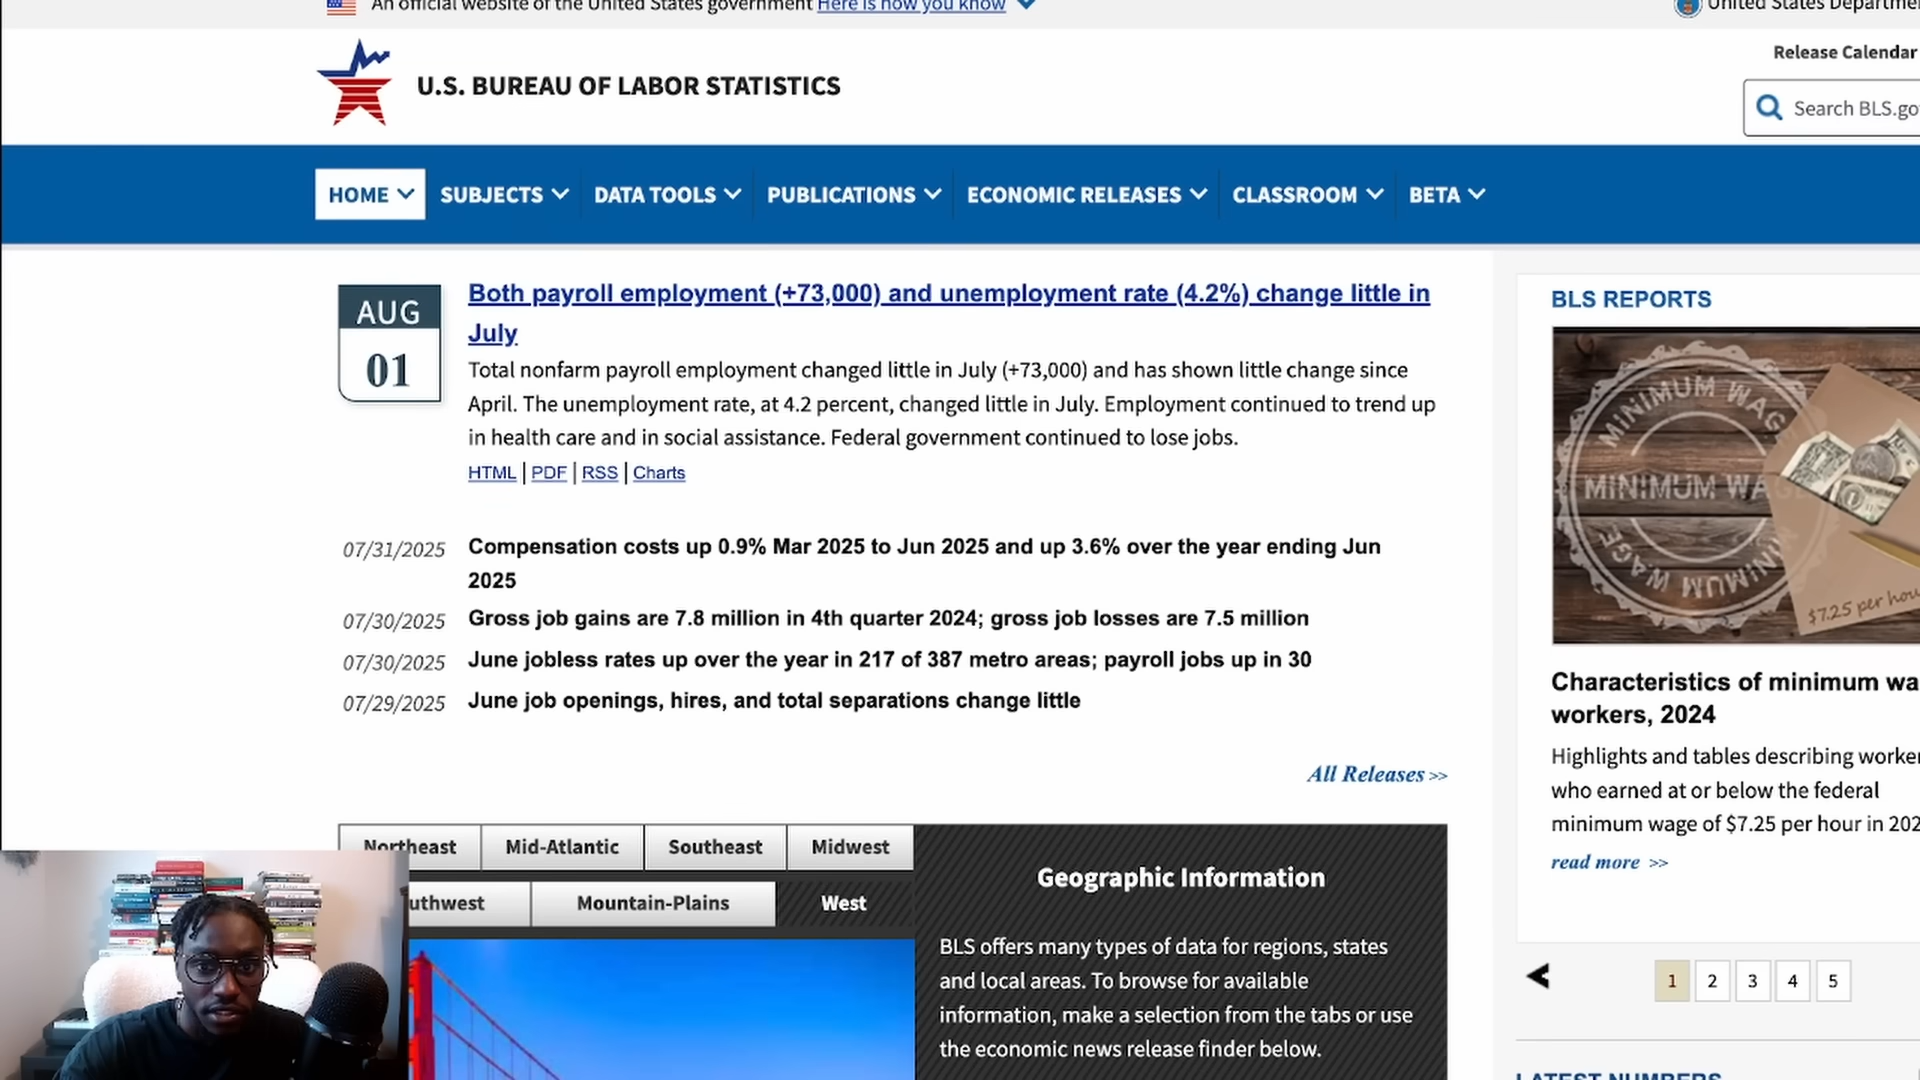 An official website of the United States government Here is how you know
United States
Release Calendar
U.S. BUREAU OF LABOR STATISTICS
Search
HOME
SUBJECTS
DATA TOOLS
PUBLICATIONS
ECONOMIC RELEASES
CLASSROOM
BETA
AUG
01
Both payroll employment (+73,000) and unemployment rate (4.2%) change little in
July
Total nonfarm payroll employment changed little in July (+73,000) and has shown little change since
April. The unemployment rate, at 4.2 percent, changed little in July. Employment continued to trend up
in health care and in social assistance. Federal government continued to lose jobs.
HTML | PDF | RSS | Charts
07/31/2025 Compensation costs up 0.9% Mar 2025 to Jun 2025 and up 3.6% over the year ending Jun
2025
07/30/2025 Gross job gains are 7.8 million in 4th quarter 2024; gross job losses are 7.5 million
07/30/2025 June jobless rates up over the year in 217 of 387 metro areas; payroll jobs up in 30
07/29/2025 June job openings, hires, and total separations change little
All Releases >>
Northeast
Mid-Atlantic
Southeast
Midwest
Mountain-Plains
West
Geographic Information
BLS offers many types of data for regions, states
and local areas. To browse for available
information, make a selection from the tabs or use
the economic news release finder below.
BLS REPORTS
MINIMUM WAGE
MINIMUM WA
MINIMUM WAGE
$7.25 per hou
Characteristics of minimum
workers, 2024
Highlights and tables describing
who earned at or below the federal
minimum wage of $7.25 per hour in
read more >>
1
2
3
4
5
LATEST NUMBERS